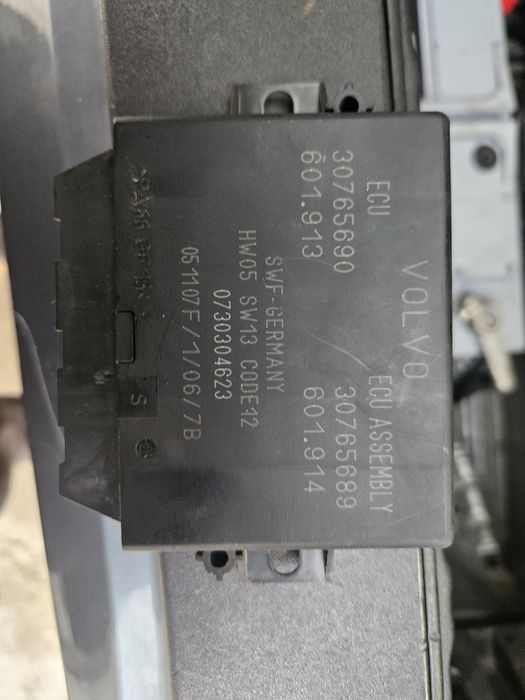 VOLVO
ECU ECU ASSEMBLY
30765690 / 30765689
601.913 601.914
SWF-GERMANY
HW05 SW13 CODE12
0730304623
051107F/1/06/7B
S